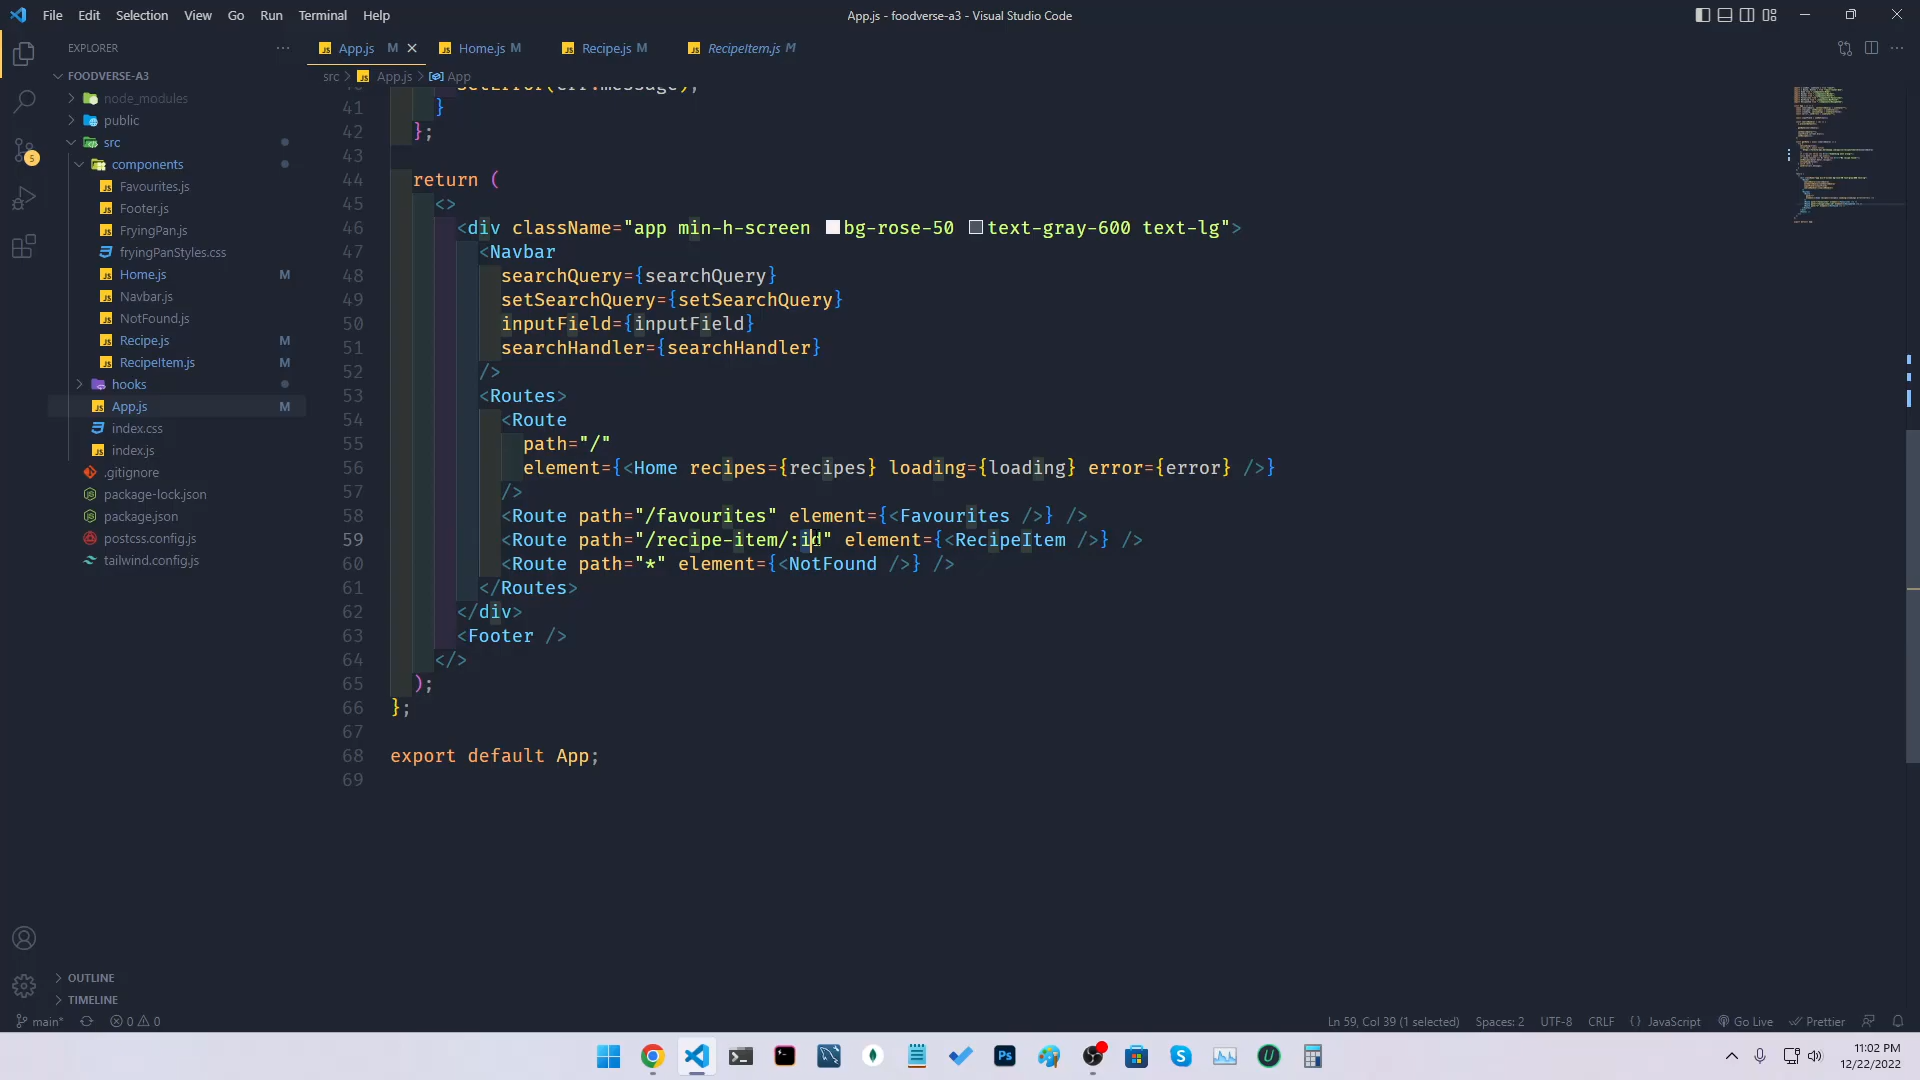 File Edit Selection View Go Run Terminal Help
App.js - foodverse-a3 - Visual Studio Code
EXPLORER
App.js M
Home.js M
Recipe.js M
RecipeItem.js M
FOODVERSE-A3
src > App.js > App
node_modules
public
src
components
Favourites.js
Footer.js
FryingPan.js
fryingPanStyles.css
Home.js M
Navbar.js
NotFound.js
Recipe.js M
RecipeItem.js M
hooks
App.js M
index.css
index.js
.gitignore
package-lock.json
package.json
postcss.config.js
tailwind.config.js
OUTLINE
TIMELINE
5
41 }
42 };
43
44 return (
45 <>
46 <div className="app min-h-screen bg-rose-50 text-gray-600 text-lg">
47 <Navbar
48 searchQuery={searchQuery}
49 setSearchQuery={setSearchQuery}
50 inputField={inputField}
51 searchHandler={searchHandler}
52 />
53 <Routes>
54 <Route
55 path="/"
56 element={<Home recipes={recipes} loading={loading} error={error} />}
57 />
58 <Route path="/favourites" element={<Favourites />} />
59 <Route path="/recipe-item/:id" element={<RecipeItem />} />
60 <Route path="*" element={<NotFound />} />
61 </Routes>
62 </div>
63 <Footer />
64 </>
65 );
66 };
67
68 export default App;
69
main* 0 0
Ln 59, Col 39 (1 selected) Spaces: 2 UTF-8 CRLF {} JavaScript Go Live Prettier
Ps
11:02 PM
12/22/2022